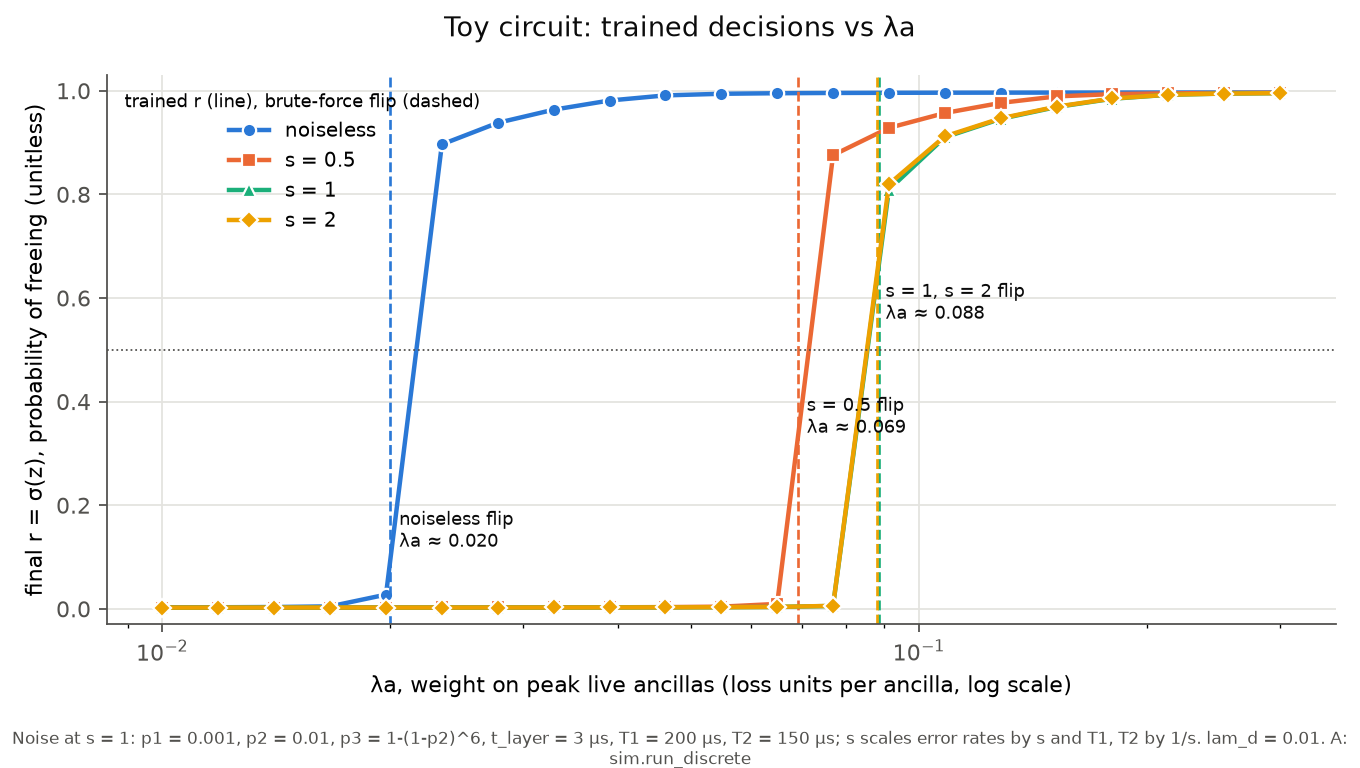 Toy circuit: trained decisions vs λa
final r = σ(z), probability of freeing (unitless)
1.0
0.8
0.6
0.4
0.2
0.0
trained r (line), brute-force flip (dashed)
noiseless
s = 0.5
s = 1
s = 2
s = 1, s = 2 flip
λa ≈ 0.088
s = 0.5 flip
λa ≈ 0.069
noiseless flip
λa ≈ 0.020
10⁻²
10⁻¹
λa, weight on peak live ancillas (loss units per ancilla, log scale)
Noise at s = 1: p1 = 0.001, p2 = 0.01, p3 = 1-(1-p2)^6, t_layer = 3 µs, T1 = 200 µs, T2 = 150 µs; s scales error rates by s and T1, T2 by 1/s. lam_d = 0.01. A:
sim.run_discrete